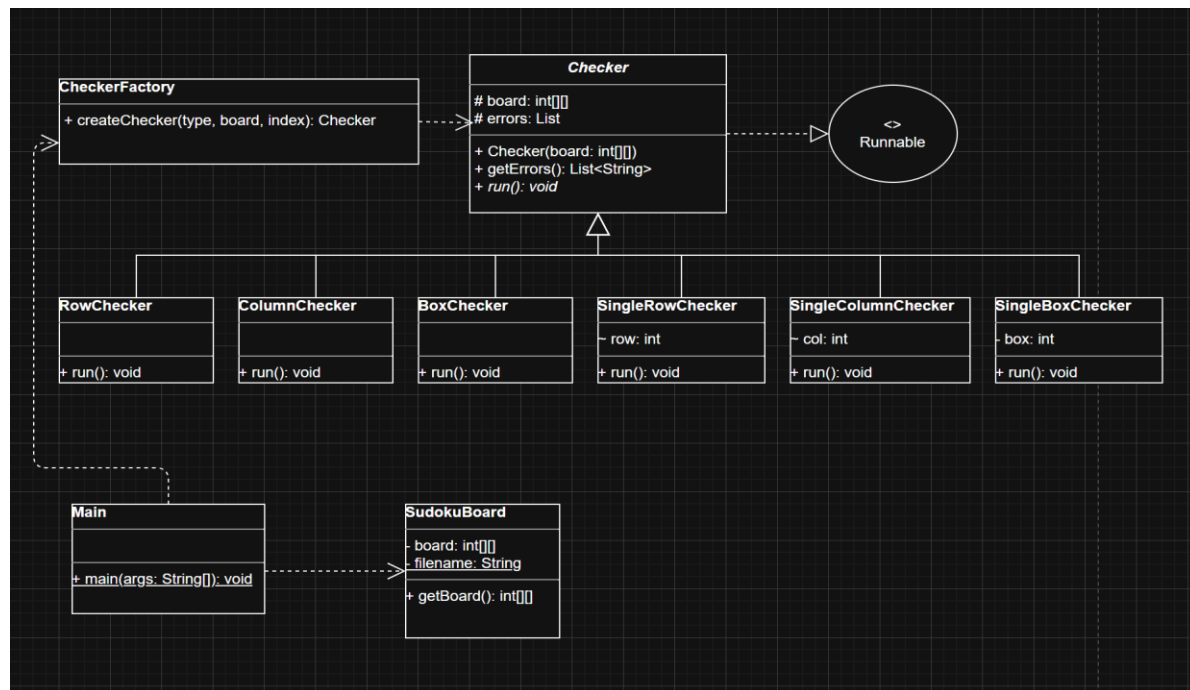 CheckerFactory
+ createChecker(type, board, index): Checker
Checker
# board: int[][]
# errors: List
+ Checker(board: int[][])
+ getErrors(): List<String>
+ run(): void
<>
Runnable
RowChecker
+ run(): void
ColumnChecker
+ run(): void
BoxChecker
+ run(): void
SingleRowChecker
~ row: int
+ run(): void
SingleColumnChecker
~ col: int
+ run(): void
SingleBoxChecker
- box: int
+ run(): void
Main
+ main(args: String[]): void
SudokuBoard
- board: int[][]
- filename: String
+ getBoard(): int[][]